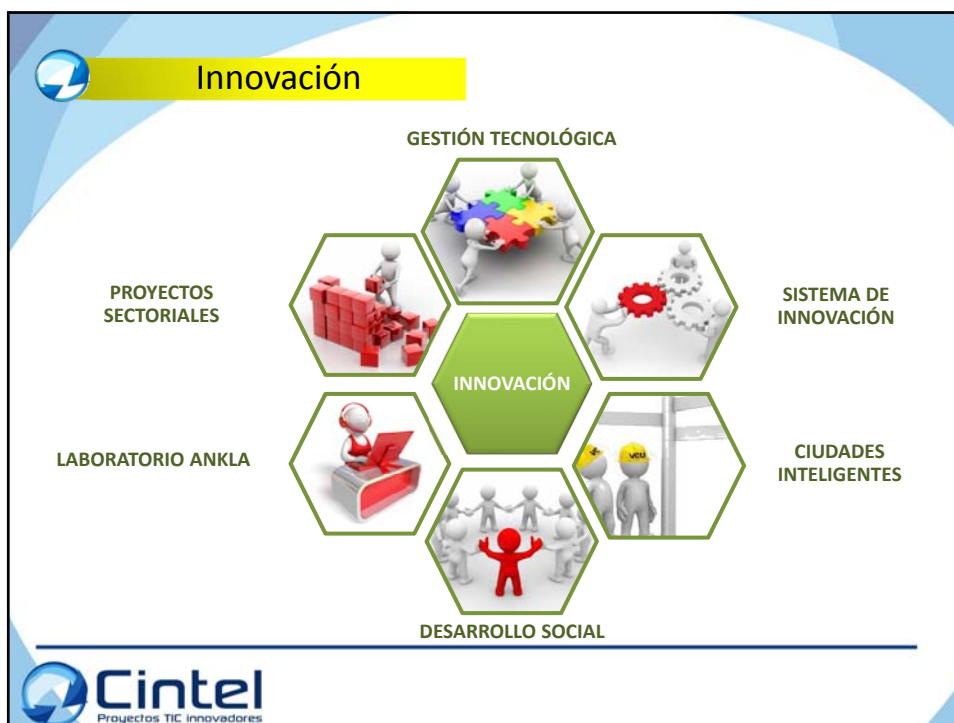 Innovación
GESTIÓN TECNOLÓGICA
PROYECTOS
SECTORIALES
SISTEMA DE
INNOVACIÓN
INNOVACIÓN
LABORATORIO ANKLA
CIUDADES
INTELIGENTES
vcu
DESARROLLO SOCIAL
Cintel
Proyectos TIC innovadores